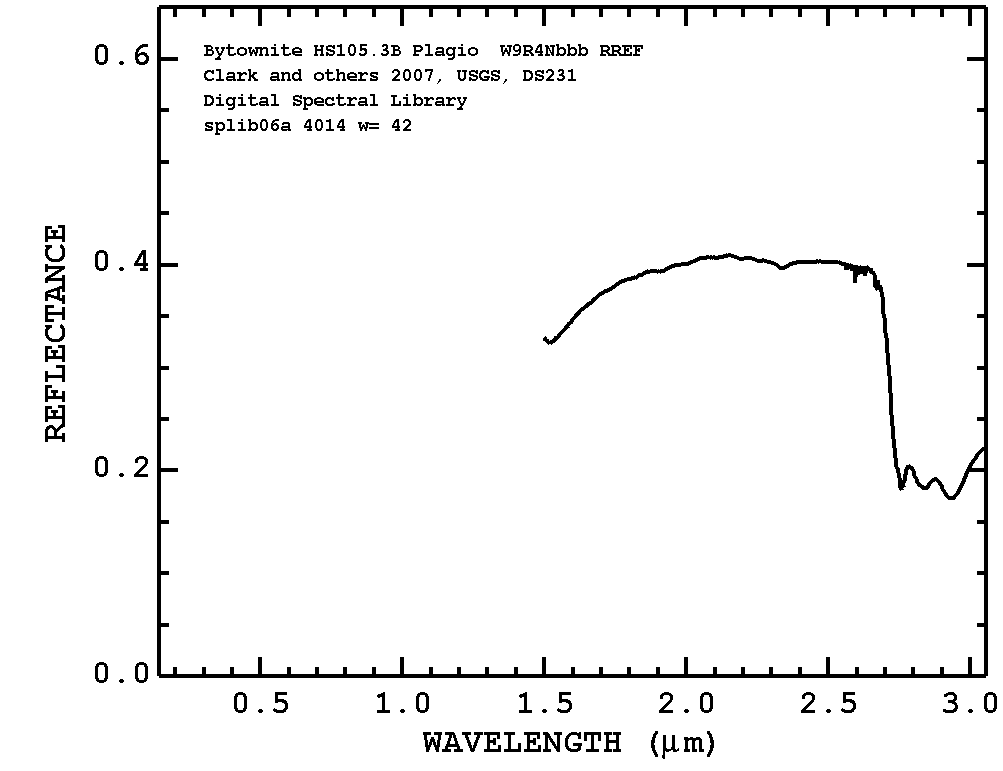 Bytownite HS105.3B Plagio  W9R4Nbbb RREF
Clark and others 2007, USGS, DS231
Digital Spectral Library
splib06a 4014 w= 42
0.6
0.4
0.2
0.0
REFLECTANCE
0.5
1.0
1.5
2.0
2.5
3.0
WAVELENGTH (μm)